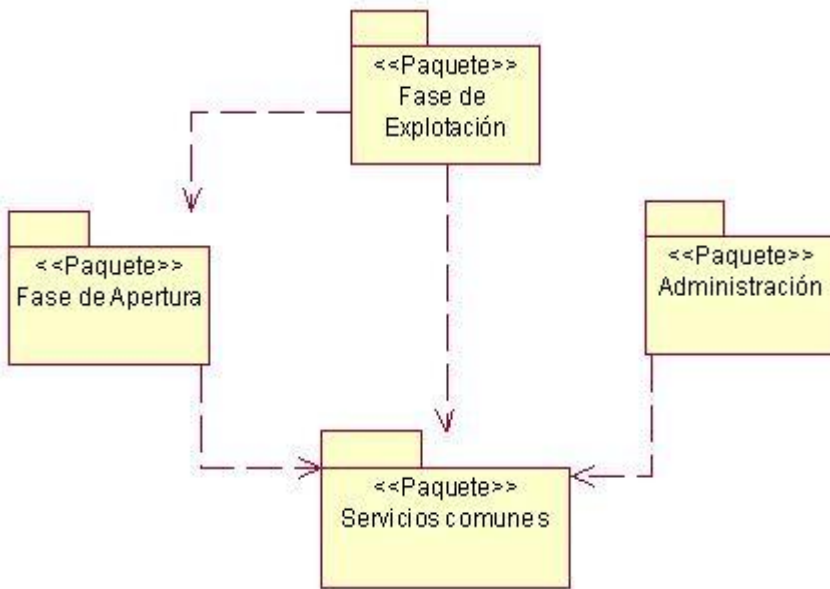 <<Paquete>>
Fase de
Explotación
<<Paquete>>
Fase de Apertura
<<Paquete>>
Administración
<<Paquete>>
Servicios comunes